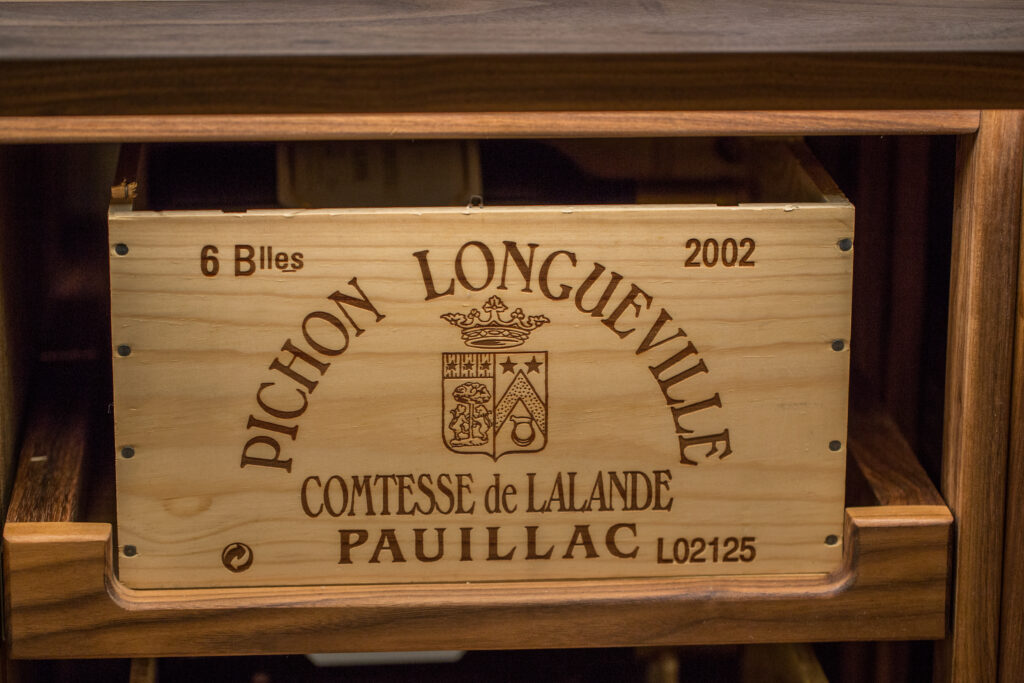 6 Blles
2002
PICHON LONGUEVILLE
COMTESSE de LALANDE
PAUILLAC
L02125